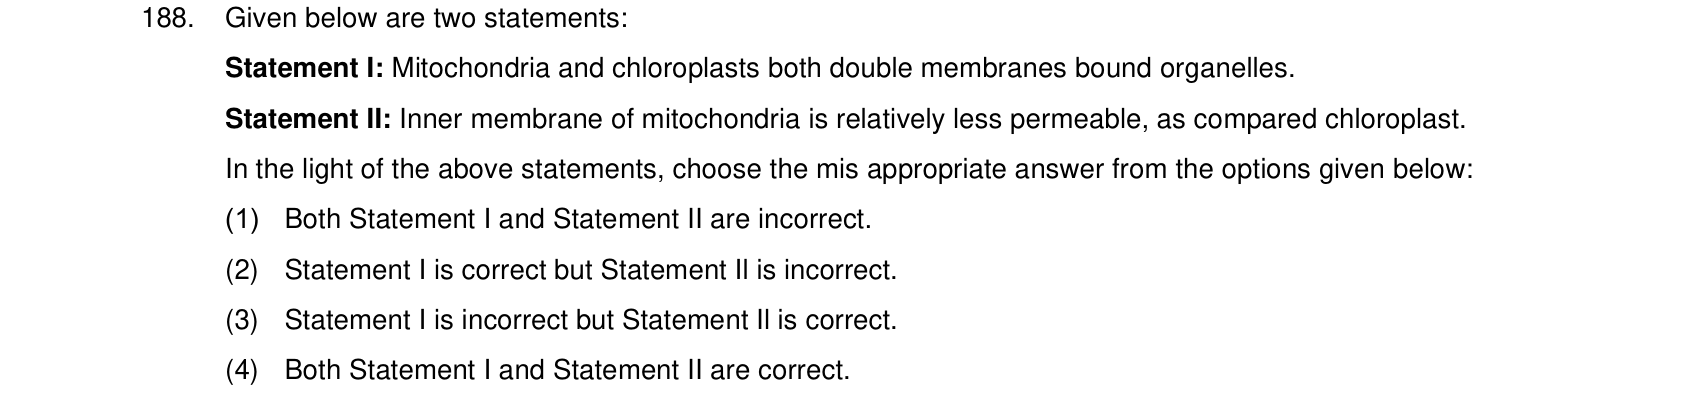 188. Given below are two statements:
Statement I: Mitochondria and chloroplasts both double membranes bound organelles.
Statement II: Inner membrane of mitochondria is relatively less permeable, as compared chloroplast.
In the light of the above statements, choose the mis appropriate answer from the options given below:
(1) Both Statement I and Statement II are incorrect.
(2) Statement I is correct but Statement II is incorrect.
(3) Statement I is incorrect but Statement II is correct.
(4) Both Statement I and Statement II are correct.